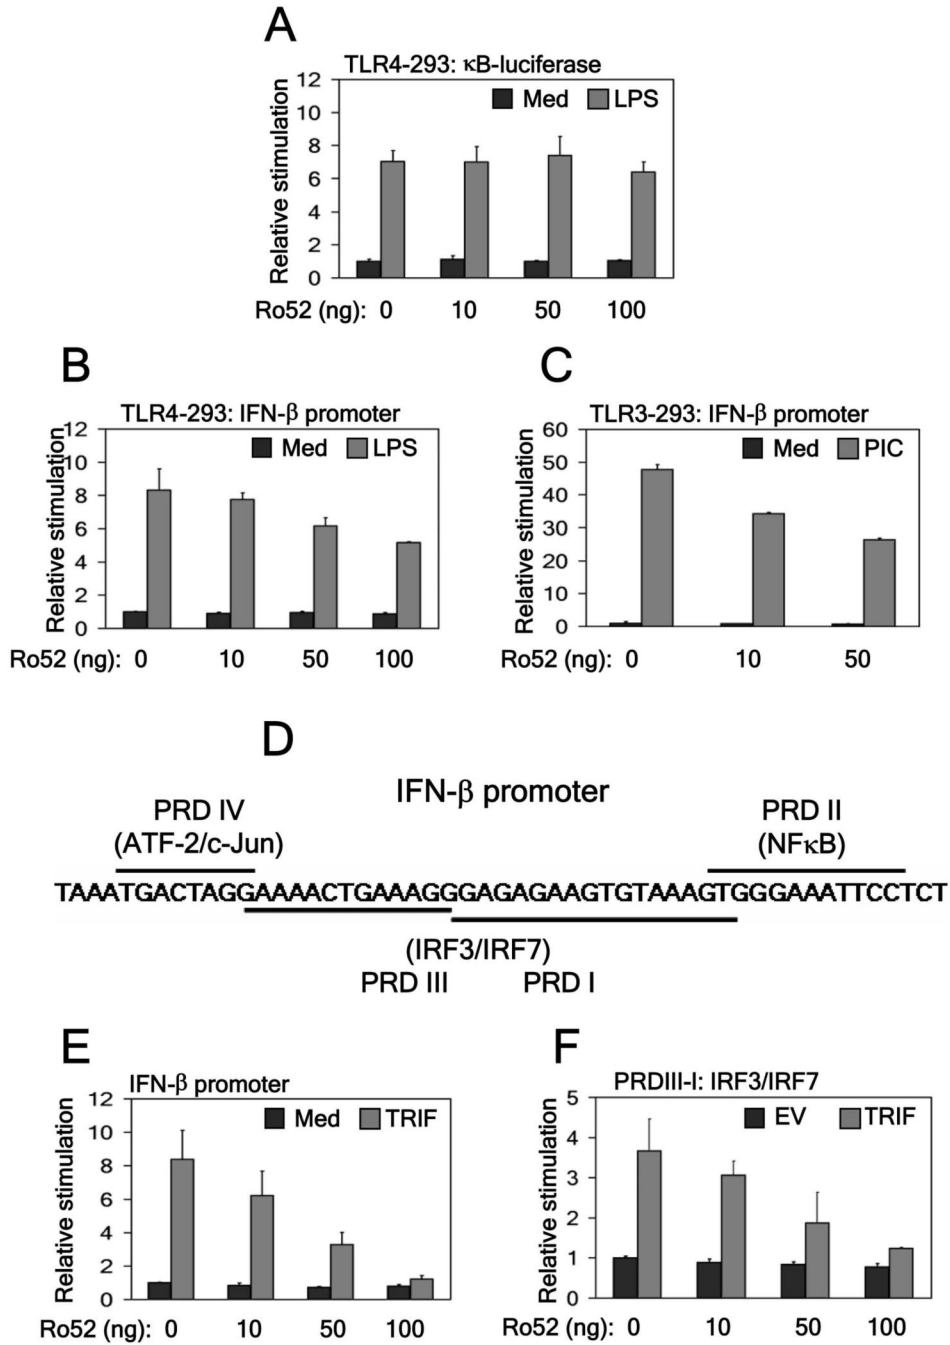 A
TLR4-293: κB-luciferase
Relative stimulation
12
10
8
6
4
2
0
Med LPS
Ro52 (ng): 0 10 50 100
B
TLR4-293: IFN-β promoter
Relative stimulation
12
10
8
6
4
2
0
Med LPS
Ro52 (ng): 0 10 50 100
C
TLR3-293: IFN-β promoter
Relative stimulation
60
50
40
30
20
10
0
Med PIC
Ro52 (ng): 0 10 50
D
IFN-β promoter
PRD IV
(ATF-2/c-Jun)
PRD II
(NFκB)
TAAATGACTAGGAAAACTGAAAGGGAGAGAAGTGTAAAGTGGGAAATTCCTCT
(IRF3/IRF7)
PRD III PRD I
E
IFN-β promoter
Relative stimulation
12
10
8
6
4
2
0
Med TRIF
Ro52 (ng): 0 10 50 100
F
PRDIII-I: IRF3/IRF7
Relative stimulation
5
4
3
2
1
0
EV TRIF
Ro52 (ng): 0 10 50 100